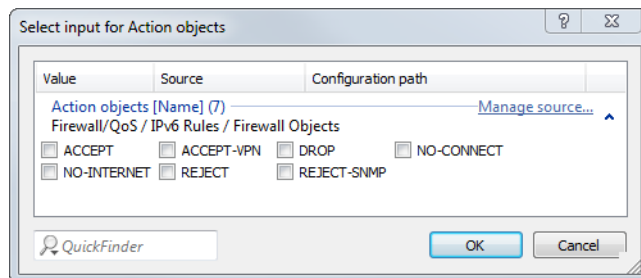 Select input for Action objects
Value Source Configuration path
Action objects [Name] (7) Manage source...
Firewall/QoS / IPv6 Rules / Firewall Objects
ACCEPT ACCEPT-VPN DROP NO-CONNECT
NO-INTERNET REJECT REJECT-SNMP
QuickFinder OK Cancel